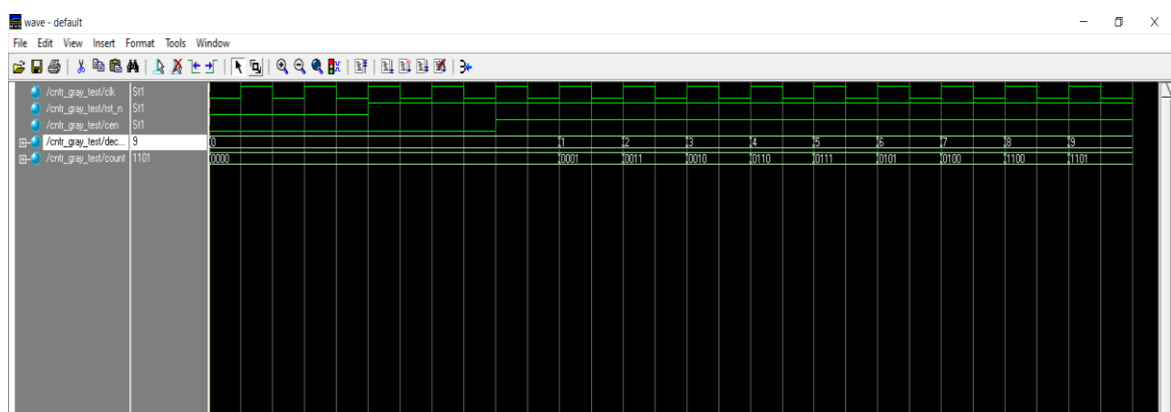 wave - default
File Edit View Insert Format Tools Window
/cntr_gray_test/clk St1
/cntr_gray_test/rst_n St1
/cntr_gray_test/cen St1
/cntr_gray_test/dec... 9 0 1 2 3 4 5 6 7 8 9
/cntr_gray_test/count 1101 0000 0001 0011 0010 0110 0111 0101 0100 1100 1101